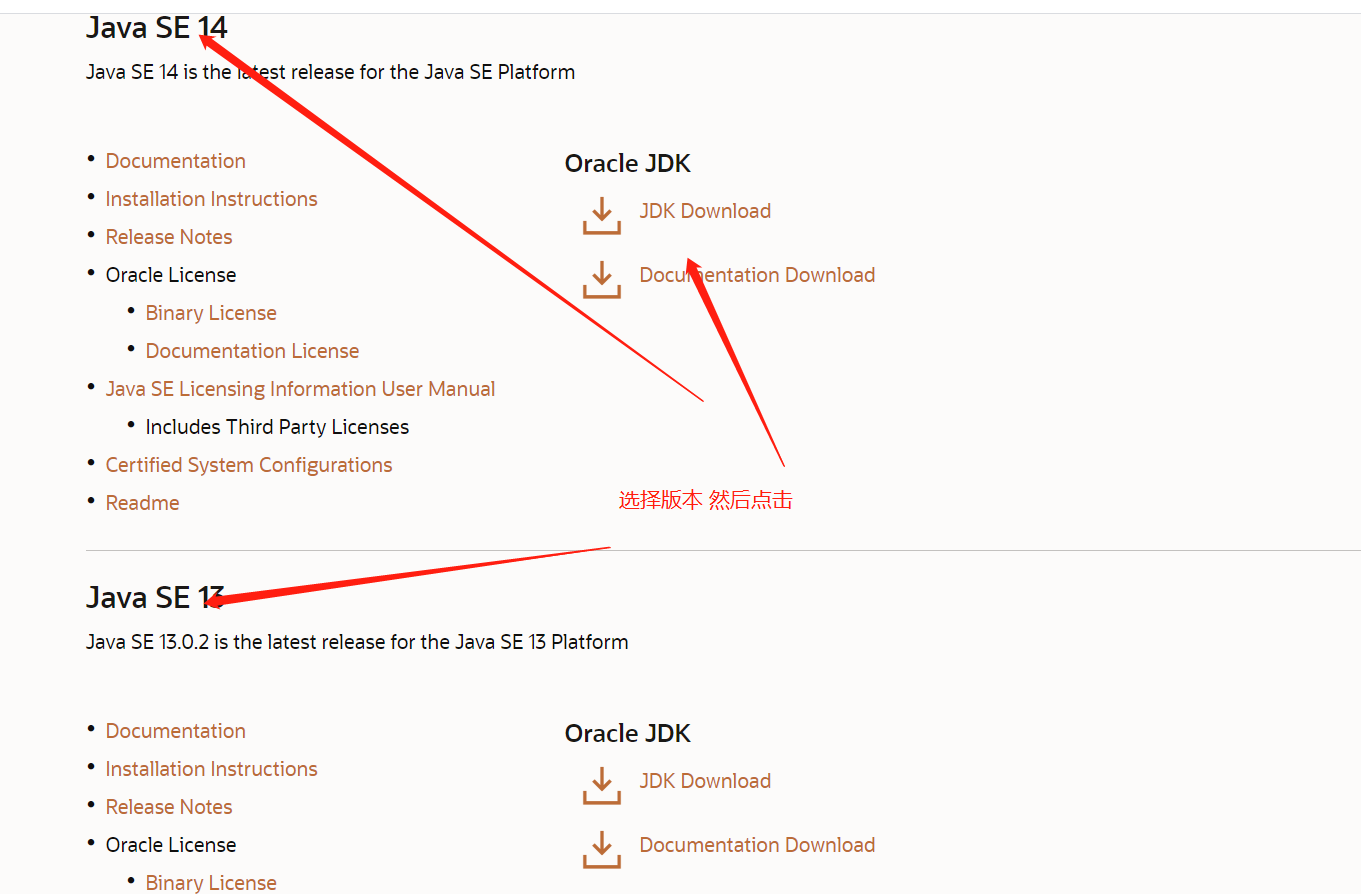 Java SE 14
Java SE 14 is the latest release for the Java SE Platform
Documentation
Installation Instructions
Release Notes
Oracle License
Binary License
Documentation License
Java SE Licensing Information User Manual
Includes Third Party Licenses
Certified System Configurations
Readme
Oracle JDK
JDK Download
Documentation Download
选择版本 然后点击
Java SE 13
Java SE 13.0.2 is the latest release for the Java SE 13 Platform
Documentation
Installation Instructions
Release Notes
Oracle License
Binary License
Oracle JDK
JDK Download
Documentation Download